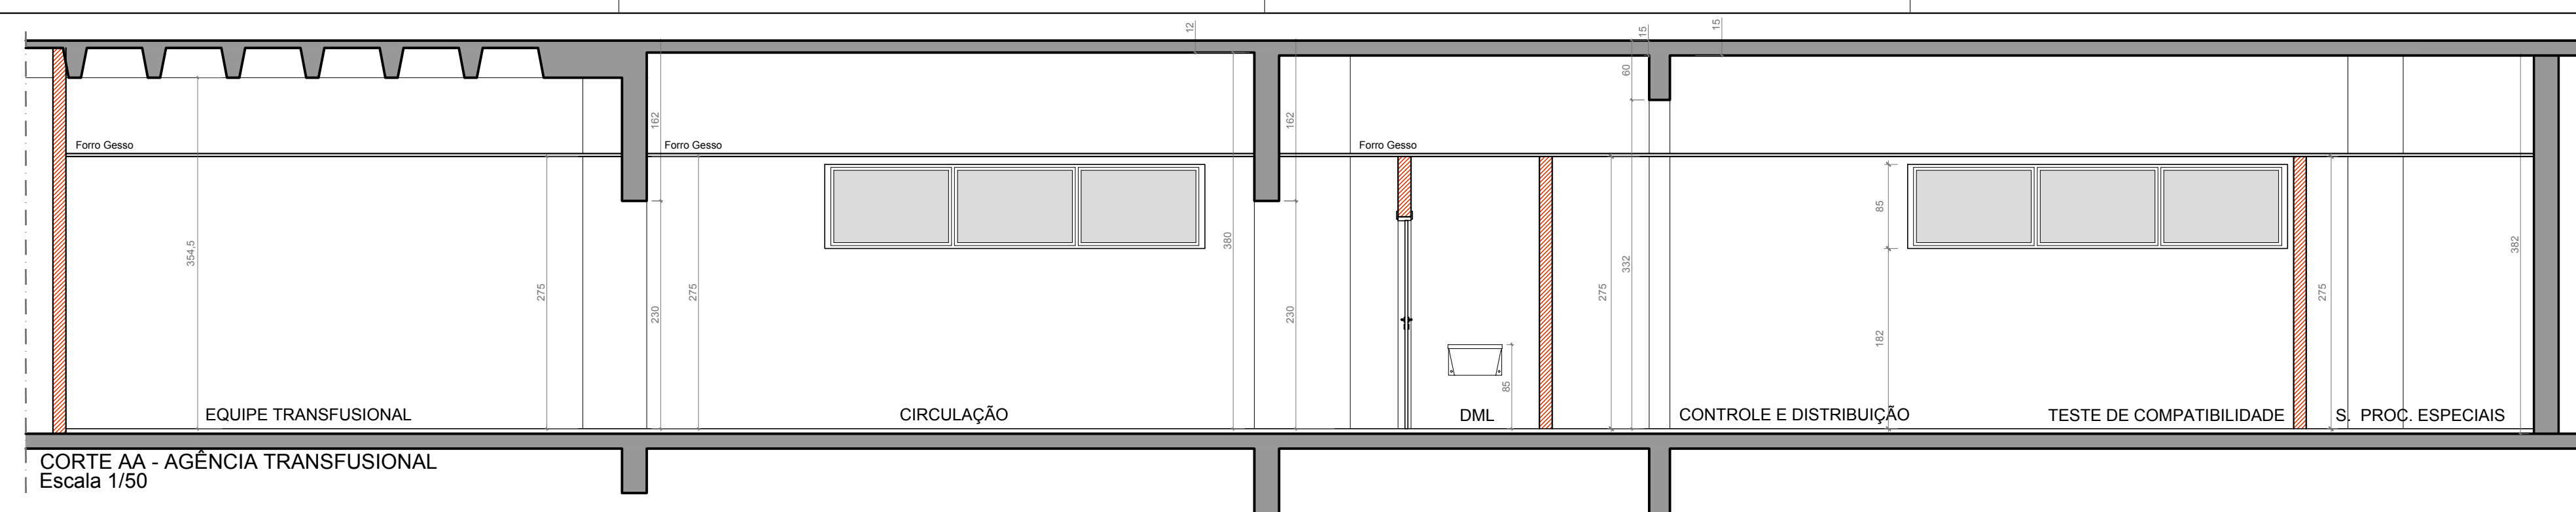 12
15
15
60
162
162
Forro Gesso
Forro Gesso
Forro Gesso
85
354,5
380
332
382
275
275
275
275
230
230
182
85
EQUIPE TRANSFUSIONAL
CIRCULAÇÃO
DML
CONTROLE E DISTRIBUIÇÃO
TESTE DE COMPATIBILIDADE
S. PROC. ESPECIAIS
CORTE AA - AGÊNCIA TRANSFUSIONAL
Escala 1/50